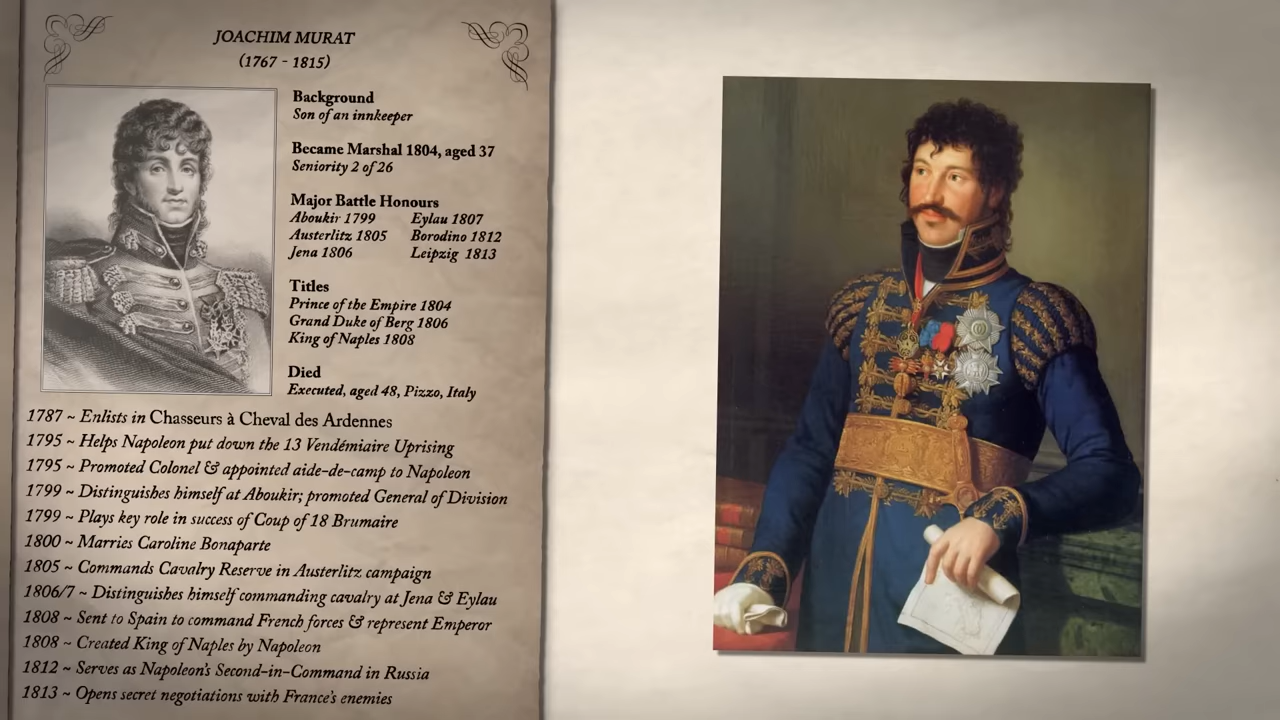 JOACHIM MURAT
(1767 - 1815)
Background
Son of an innkeeper
Became Marshal 1804, aged 37
Seniority 2 of 26
Major Battle Honours
Aboukir 1799 Eylau 1807
Austerlitz 1805 Borodino 1812
Jena 1806 Leipzig 1813
Titles
Prince of the Empire 1804
Grand Duke of Berg 1806
King of Naples 1808
Died
Executed, aged 48, Pizzo, Italy
1787 ~ Enlists in Chasseurs à Cheval des Ardennes
1795 ~ Helps Napoleon put down the 13 Vendémiaire Uprising
1795 ~ Promoted Colonel & appointed aide-de-camp to Napoleon
1799 ~ Distinguishes himself at Aboukir; promoted General of Division
1799 ~ Plays key role in success of Coup of 18 Brumaire
1800 ~ Marries Caroline Bonaparte
1805 ~ Commands Cavalry Reserve in Austerlitz campaign
1806/7 ~ Distinguishes himself commanding cavalry at Jena & Eylau
1808 ~ Sent to Spain to command French forces & represent Emperor
1808 ~ Created King of Naples by Napoleon
1812 ~ Serves as Napoleon's Second-in-Command in Russia
1813 ~ Opens secret negotiations with France's enemies